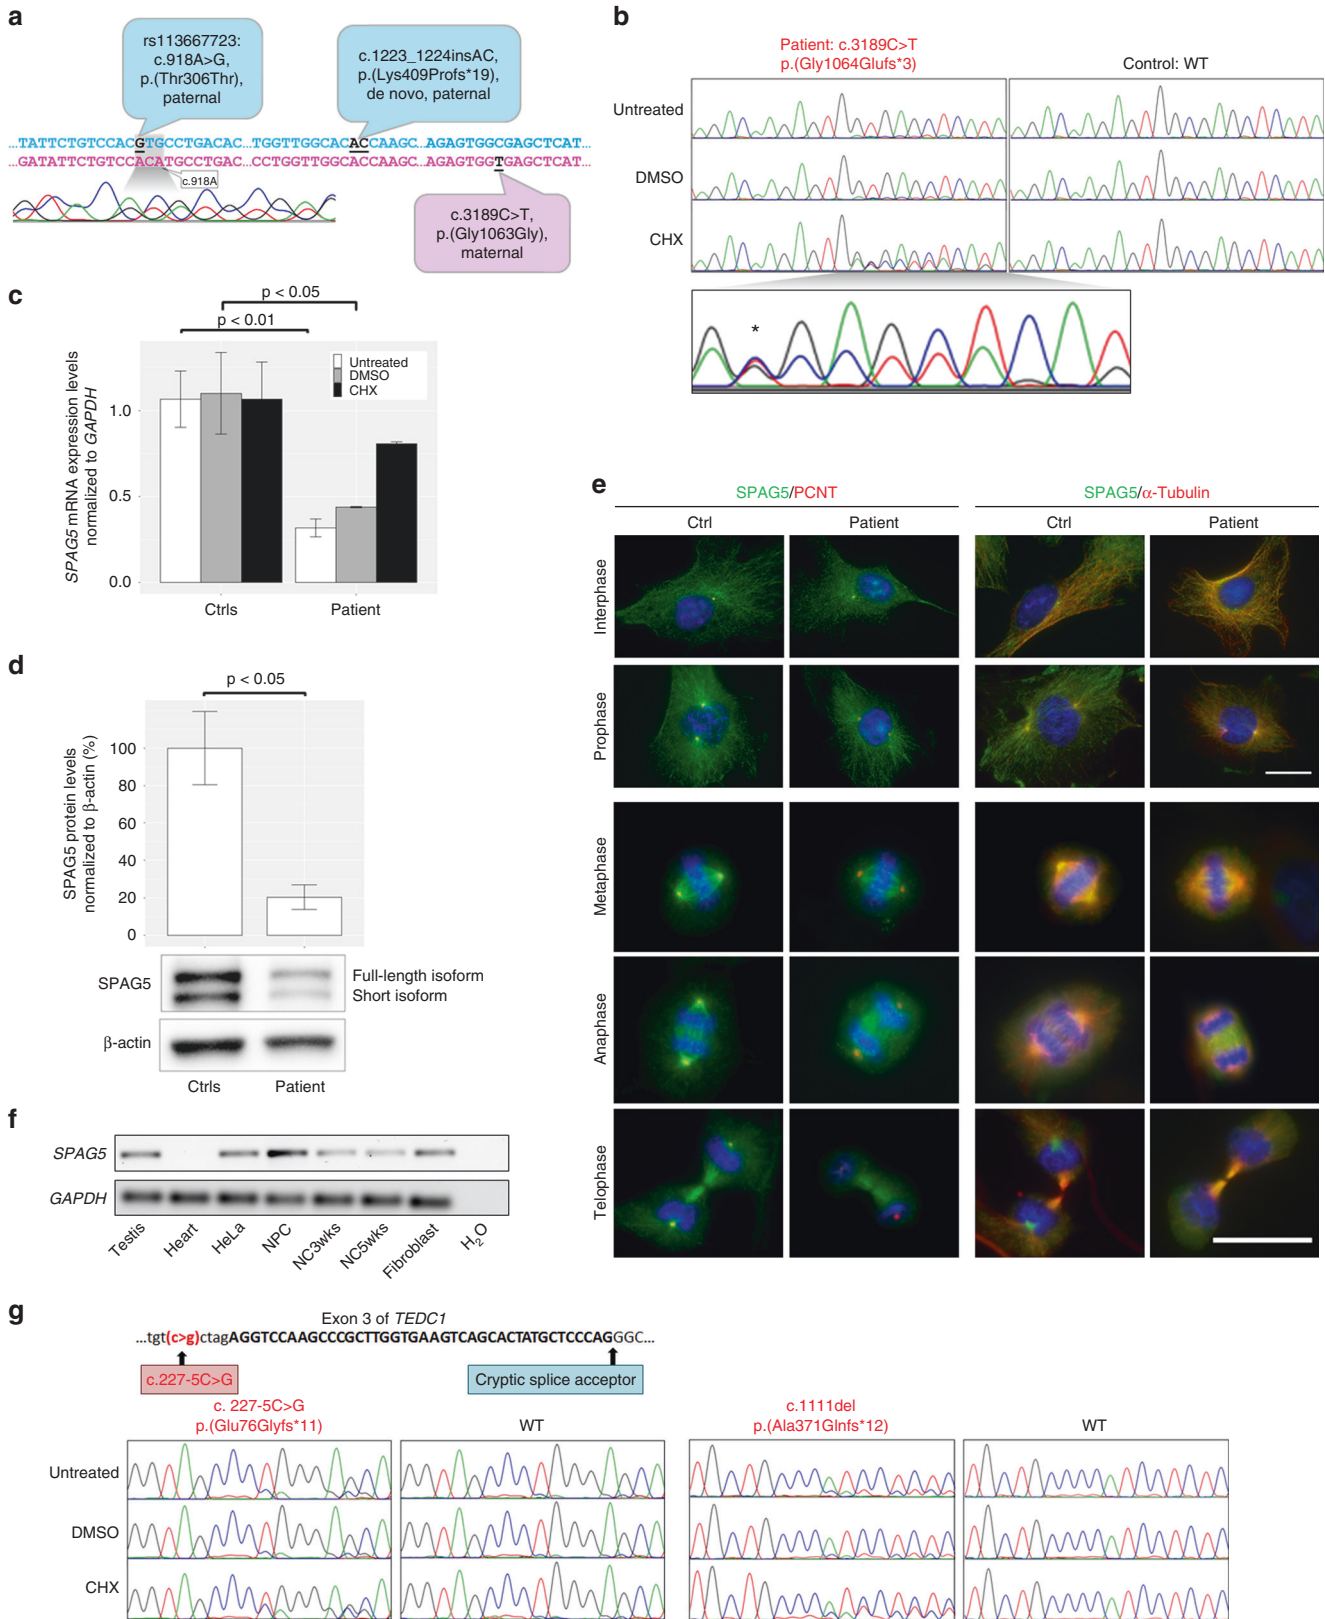 a
rs113667723:
c.918A>G,
p.(Thr306Thr),
paternal
c.1223_1224insAC,
p.(Lys409Profs*19),
de novo, paternal
...TATTCTGTCCACGTGCCTGACAC...TGGTTGGCACACCAAGC...AGAGTGGCGAGCTCAT...
...GATATTCTGTCCACATGCCTGAC...CCTGGTTGGCACCAAGC...AGAGTGGTGAGCTCAT...
c.918A
c.3189C>T,
p.(Gly1063Gly),
maternal
b
Patient: c.3189C>T
p.(Gly1064Glufs*3)
Control: WT
Untreated
DMSO
CHX
*
c
p < 0.05
p < 0.01
Untreated
DMSO
CHX
SPAG5 mRNA expression levels
normalized to GAPDH
1.0
0.5
0.0
Ctrls
Patient
d
p < 0.05
SPAG5 protein levels
normalized to β-actin (%)
100
80
60
40
20
0
SPAG5
Full-length isoform
Short isoform
β-actin
Ctrls
Patient
e
SPAG5/PCNT
SPAG5/α-Tubulin
Ctrl
Patient
Ctrl
Patient
Interphase
Prophase
Metaphase
Anaphase
Telophase
f
SPAG5
GAPDH
Testis
Heart
HeLa
NPC
NC3wks
NC5wks
Fibroblast
H2O
g
Exon 3 of TEDC1
...tgt(c>g)ctagAGGTCCAAGCCCGCTTGGTGAAGTCAGCACTATGCTCCCAGGGC...
c.227-5C>G
Cryptic splice acceptor
c. 227-5C>G
p.(Glu76Glyfs*11)
WT
c.1111del
p.(Ala371Glnfs*12)
WT
Untreated
DMSO
CHX